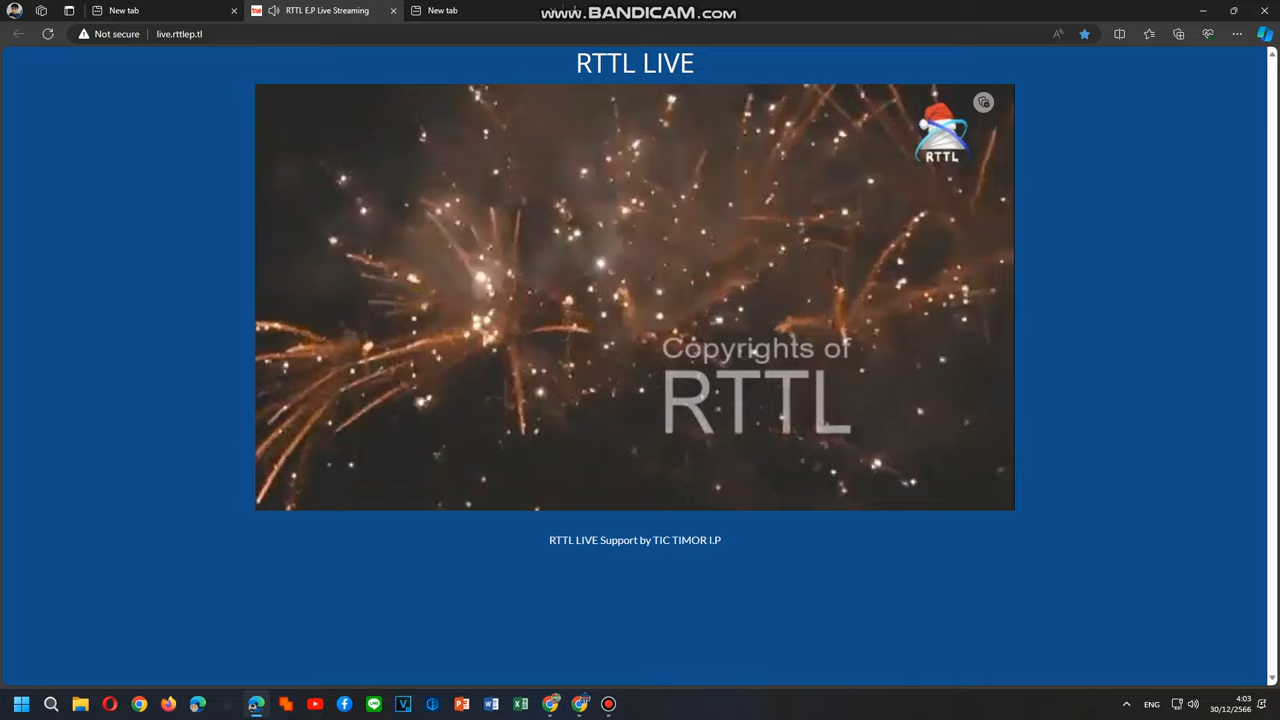 www.BANDICAM.com
New tab
RTTL E.P Live Streaming
New tab
Not secure
live.rttlep.tl
RTTL LIVE
RTTL
Copyrights of
RTTL
RTTL LIVE Support by TIC TIMOR I.P
ENG
4:03
30/12/2566